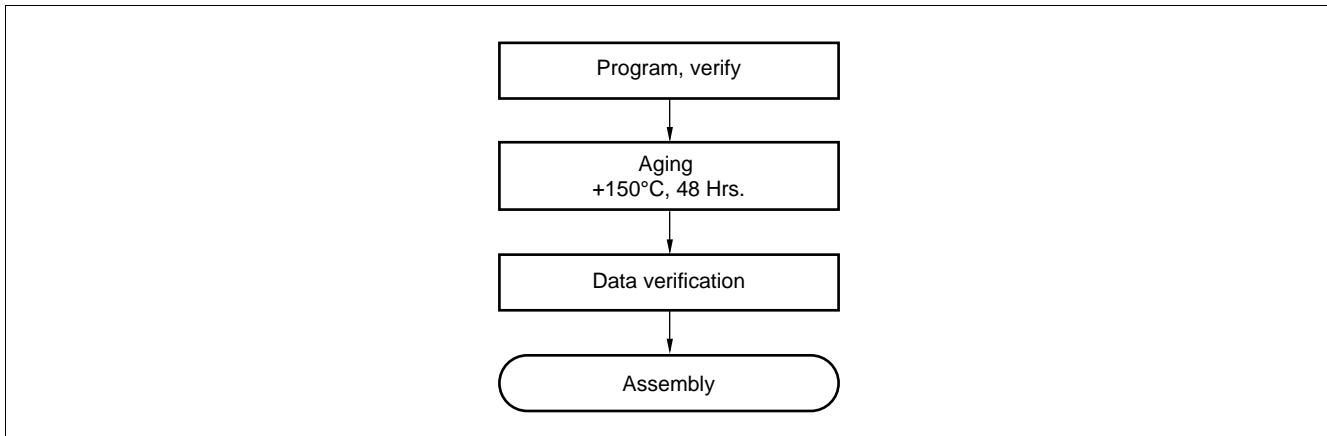 Program, verify
Aging
+150°C, 48 Hrs.
Data verification
Assembly